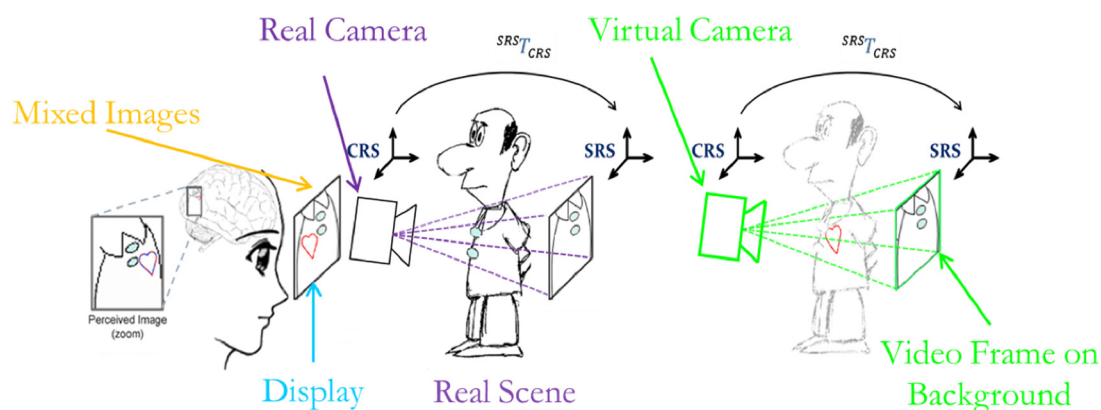 Real Camera
Virtual Camera
SRS T CRS
SRS T CRS
Mixed Images
CRS
SRS
CRS
SRS
Perceived Image
(zoom)
Display
Real Scene
Video Frame on
Background